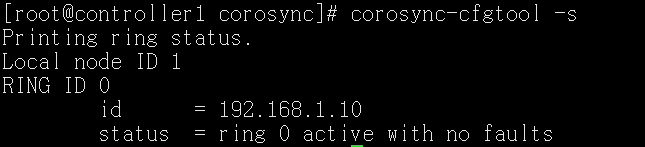 [root@controller1 corosync]# corosync-cfgtool -s
Printing ring status.
Local node ID 1
RING ID 0
        id      = 192.168.1.10
        status  = ring 0 active with no faults